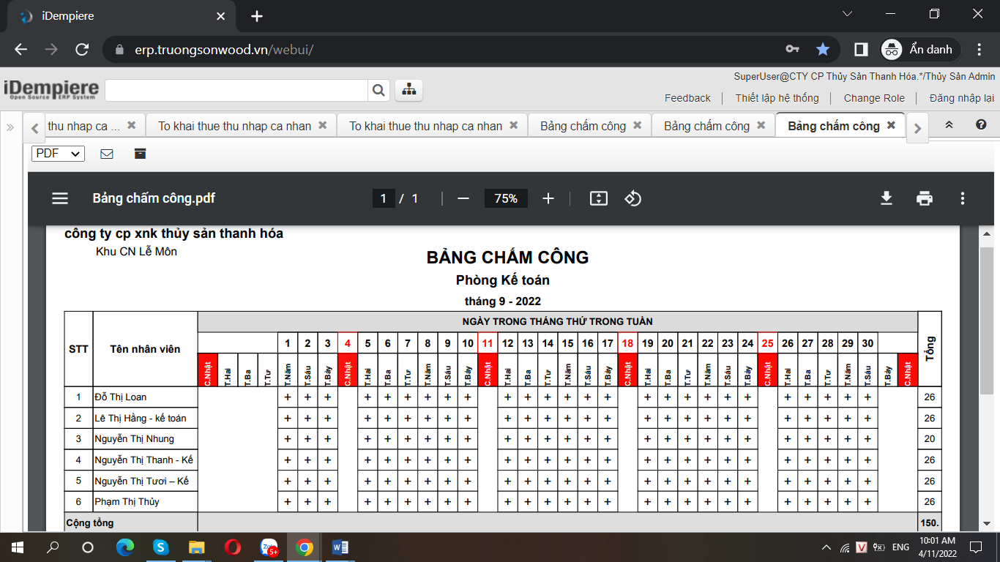 iDempiere
erp.truongsonwood.vn/webui/
Ẩn danh
iDempiere
Open Source ERP System
SuperUser@CTY CP Thủy Sản Thanh Hóa.*/Thủy Sản Admin
Feedback Thiết lập hệ thống Change Role Đăng nhập lại
thu nhap ca ... To khai thue thu nhap ca nhan To khai thue thu nhap ca nhan Bảng chấm công Bảng chấm công Bảng chấm công
PDF
Bảng chấm công.pdf 1 / 1 75%
công ty cp xnk thủy sản thanh hóa
Khu CN Lễ Môn
BẢNG CHẤM CÔNG
Phòng Kế toán
tháng 9 - 2022
STT Tên nhân viên NGÀY TRONG THÁNG THỨ TRONG TUẦN Tổng
1 2 3 4 5 6 7 8 9 10 11 12 13 14 15 16 17 18 19 20 21 22 23 24 25 26 27 28 29 30
C.Nhật T.Hai T.Ba T.Tư T.Năm T.Sáu T.Bảy C.Nhật T.Hai T.Ba T.Tư T.Năm T.Sáu T.Bảy C.Nhật T.Hai T.Ba T.Tư T.Năm T.Sáu T.Bảy C.Nhật T.Hai T.Ba T.Tư T.Năm T.Sáu T.Bảy C.Nhật T.Hai T.Ba T.Tư T.Năm T.Sáu T.Bảy C.Nhật
1 Đỗ Thị Loan + + + + + + + + + + + + + + + + + + + + + + + + + + 26
2 Lê Thị Hằng - kế toán + + + + + + + + + + + + + + + + + + + + + + + + + + 26
3 Nguyễn Thị Nhung + + + + + + + + + + + + + + + + + + + + + + + + + + 20
4 Nguyễn Thị Thanh - Kế + + + + + + + + + + + + + + + + + + + + + + + + + + 26
5 Nguyễn Thị Tươi – Kế + + + + + + + + + + + + + + + + + + + + + + + + + + 26
6 Phạm Thị Thủy + + + + + + + + + + + + + + + + + + + + + + + + + + 26
Cộng tổng 150.
5+
ENG
10:01 AM
4/11/2022